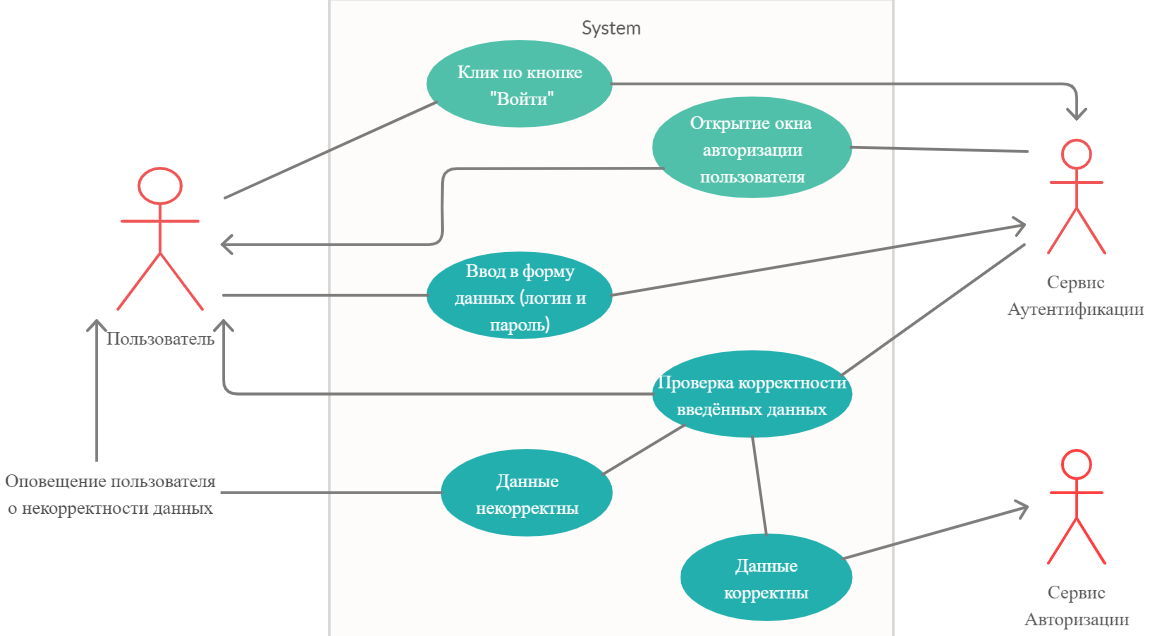 System
Клик по кнопке
"Войти"
Открытие окна
авторизации
пользователя
Сервис
Аутентификации
Ввод в форму
данных (логин и
пароль)
Пользователь
Проверка корректности
введённых данных
Оповещение пользователя
о некорректности данных
Данные
некорректны
Данные
корректны
Сервис
Авторизации